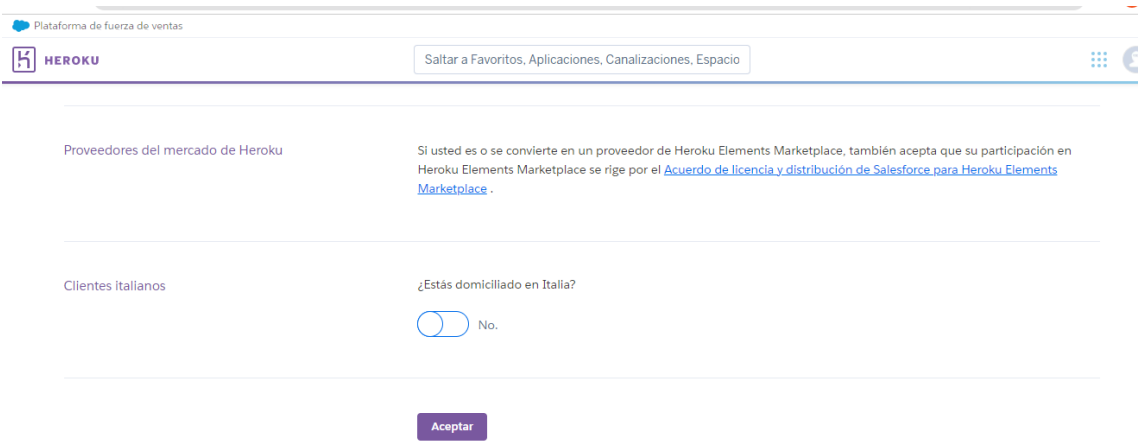 Plataforma de fuerza de ventas
HEROKU
Saltar a Favoritos, Aplicaciones, Canalizaciones, Espacio
Proveedores del mercado de Heroku
Si usted es o se convierte en un proveedor de Heroku Elements Marketplace, también acepta que su participación en
Heroku Elements Marketplace se rige por el Acuerdo de licencia y distribución de Salesforce para Heroku Elements
Marketplace .
Clientes italianos
¿Estás domiciliado en Italia?
No.
Aceptar